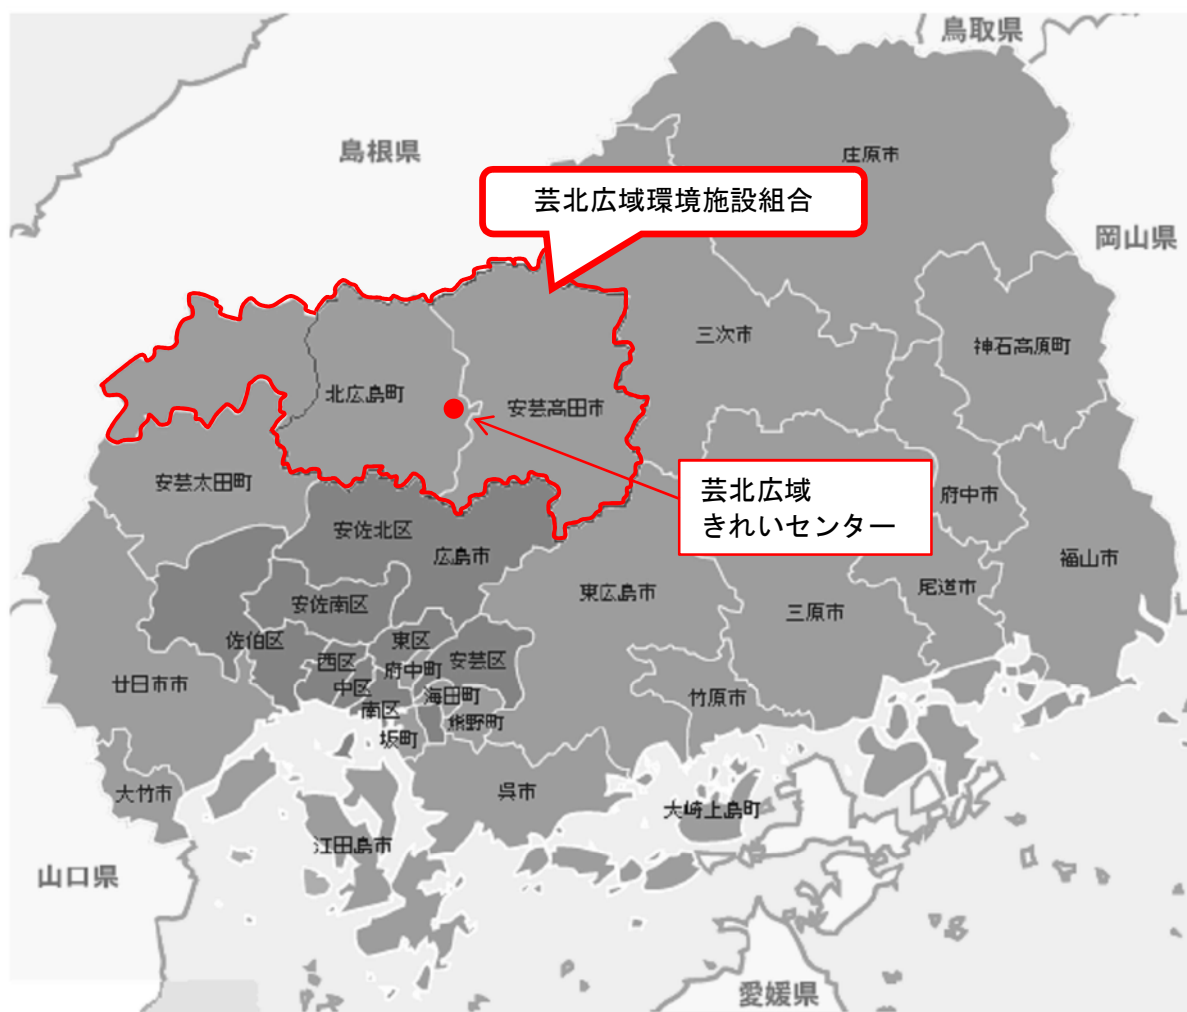 鳥取県
島根県
庄原市
芸北広域環境施設組合
岡山県
三次市
神石高原町
北広島町
安芸高田市
安芸太田町
芸北広域
きれいセンター
府中市
安佐北区
広島市
福山市
東広島市
尾道市
安佐南区
三原市
佐伯区
東区
西区
府中町
安芸区
廿日市市
中区
海田町
竹原市
南区
熊野町
坂町
大竹市
呉市
大崎上島町
江田島市
山口県
愛媛県